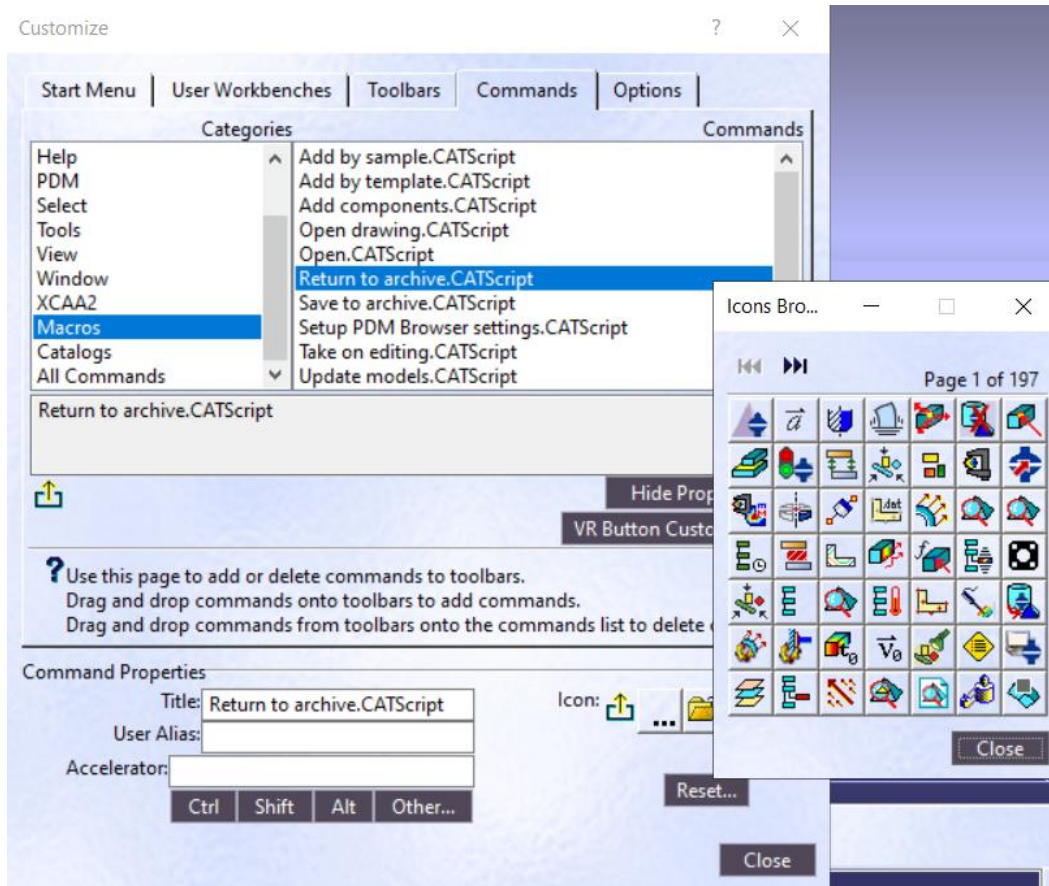 Customize
?
Start Menu
User Workbenches
Toolbars
Commands
Options
Categories
Commands
Help
PDM
Select
Tools
View
Window
XCAA2
Macros
Catalogs
All Commands
Add by sample.CATScript
Add by template.CATScript
Add components.CATScript
Open drawing.CATScript
Open.CATScript
Return to archive.CATScript
Save to archive.CATScript
Setup PDM Browser settings.CATScript
Take on editing.CATScript
Update models.CATScript
Return to archive.CATScript
Hide Prop
VR Button Custo
? Use this page to add or delete commands to toolbars.
Drag and drop commands onto toolbars to add commands.
Drag and drop commands from toolbars onto the commands list to delete
Command Properties
Title: Return to archive.CATScript
Icon:
...
User Alias:
Accelerator:
Ctrl
Shift
Alt
Other...
Reset...
Close
Icons Bro...
Page 1 of 197
Close